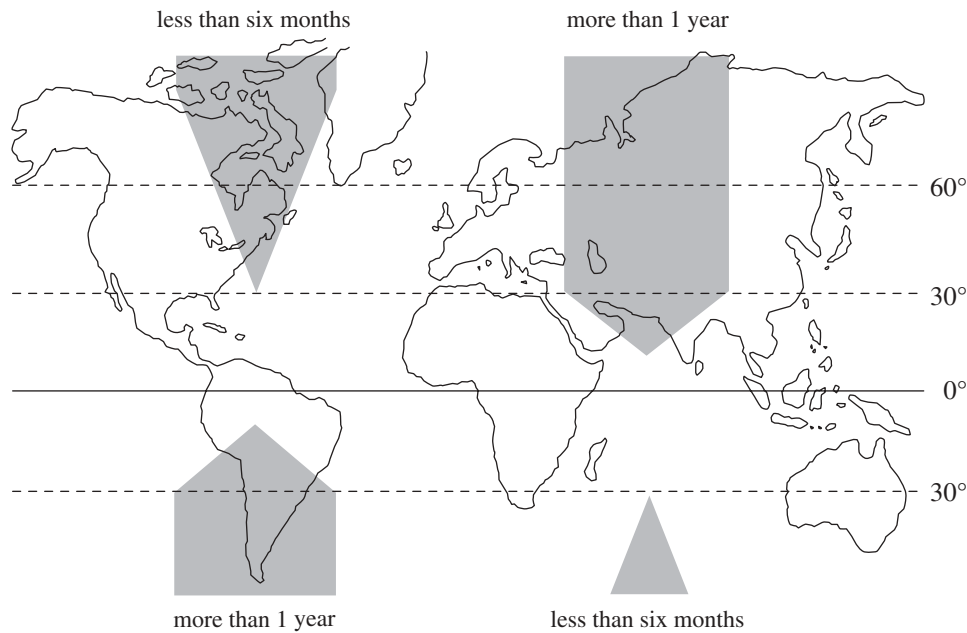 less than six months
more than 1 year
60°
30°
0°
30°
more than 1 year
less than six months